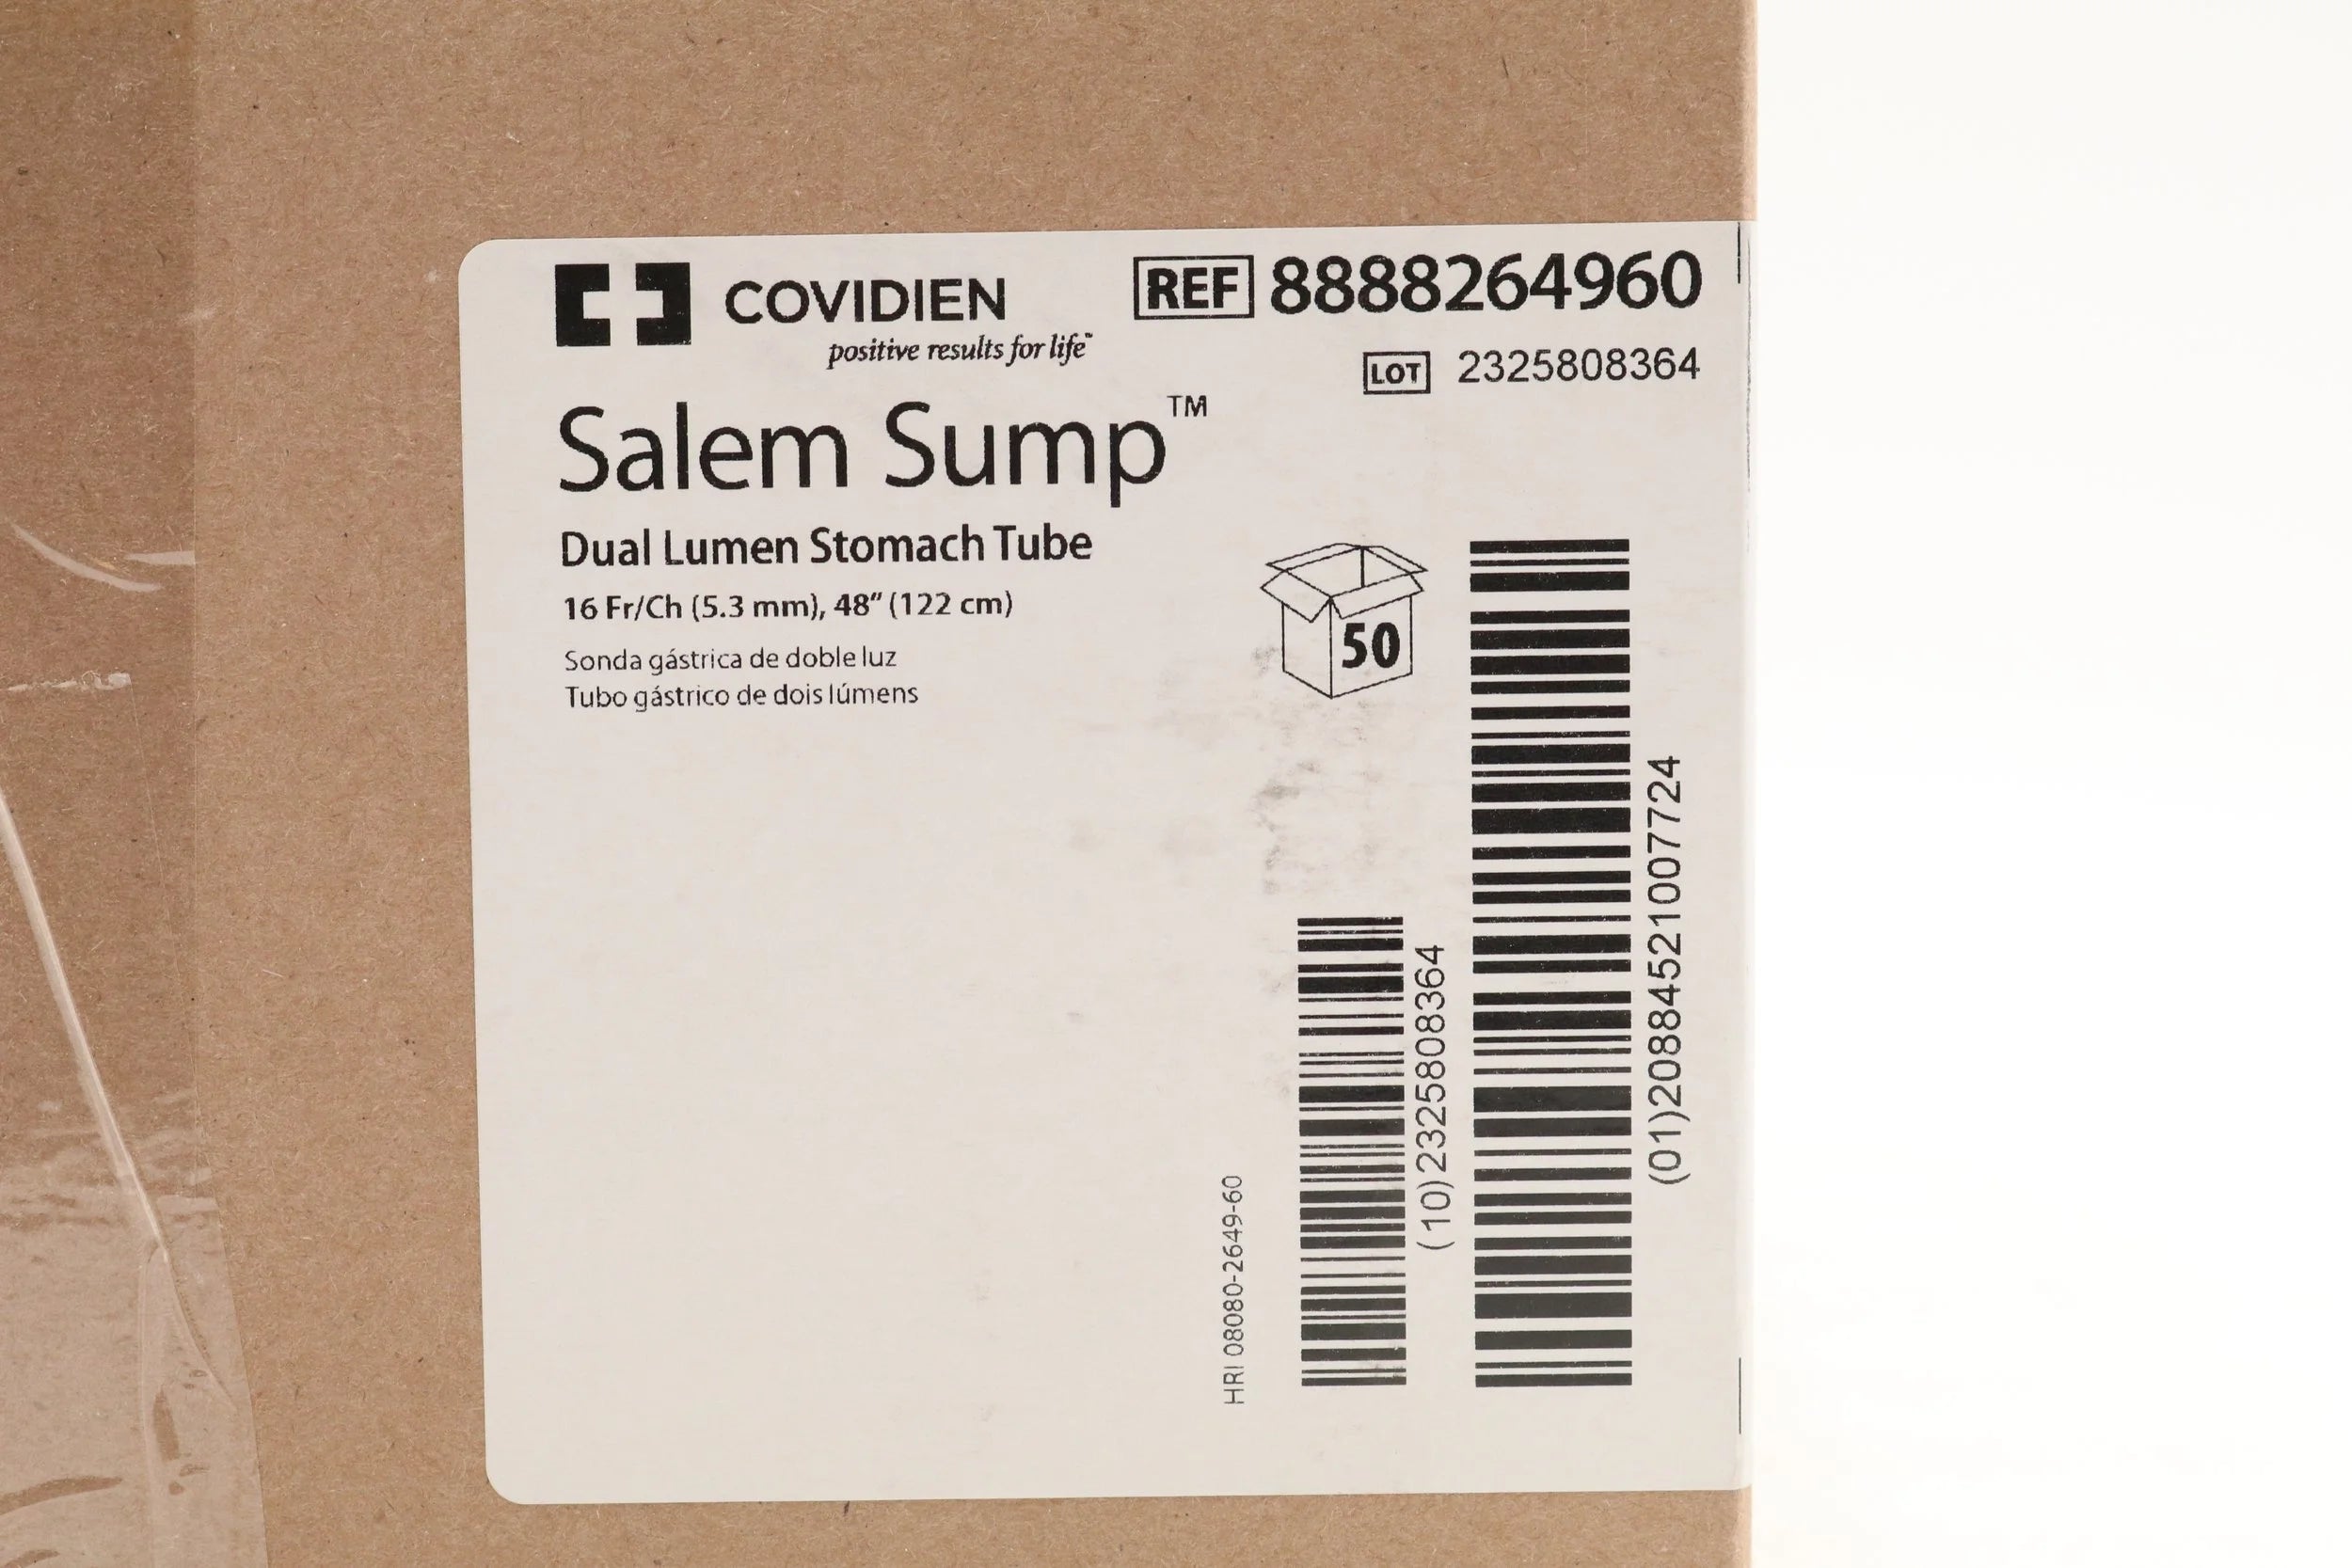 COVIDIEN
positive results for life™
REF 8888264960
LOT 2325808364
Salem Sump™
Dual Lumen Stomach Tube
16 Fr/Ch (5.3 mm), 48″ (122 cm)
Sonda gástrica de doble luz
Tubo gástrico de dois lúmens
50
HRI 08080-2649-60
(10)2325808364
(01)20884521007724